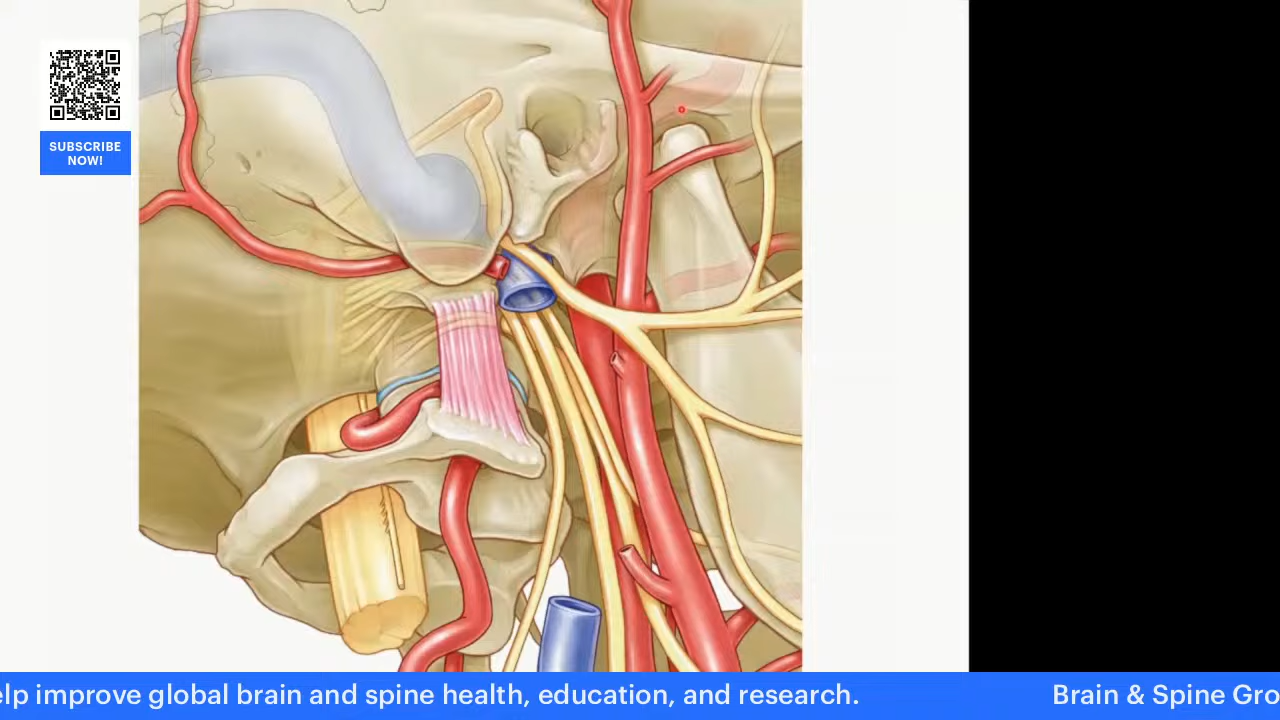 SUBSCRIBE
NOW!
elp improve global brain and spine health, education, and research. Brain & Spine Gro